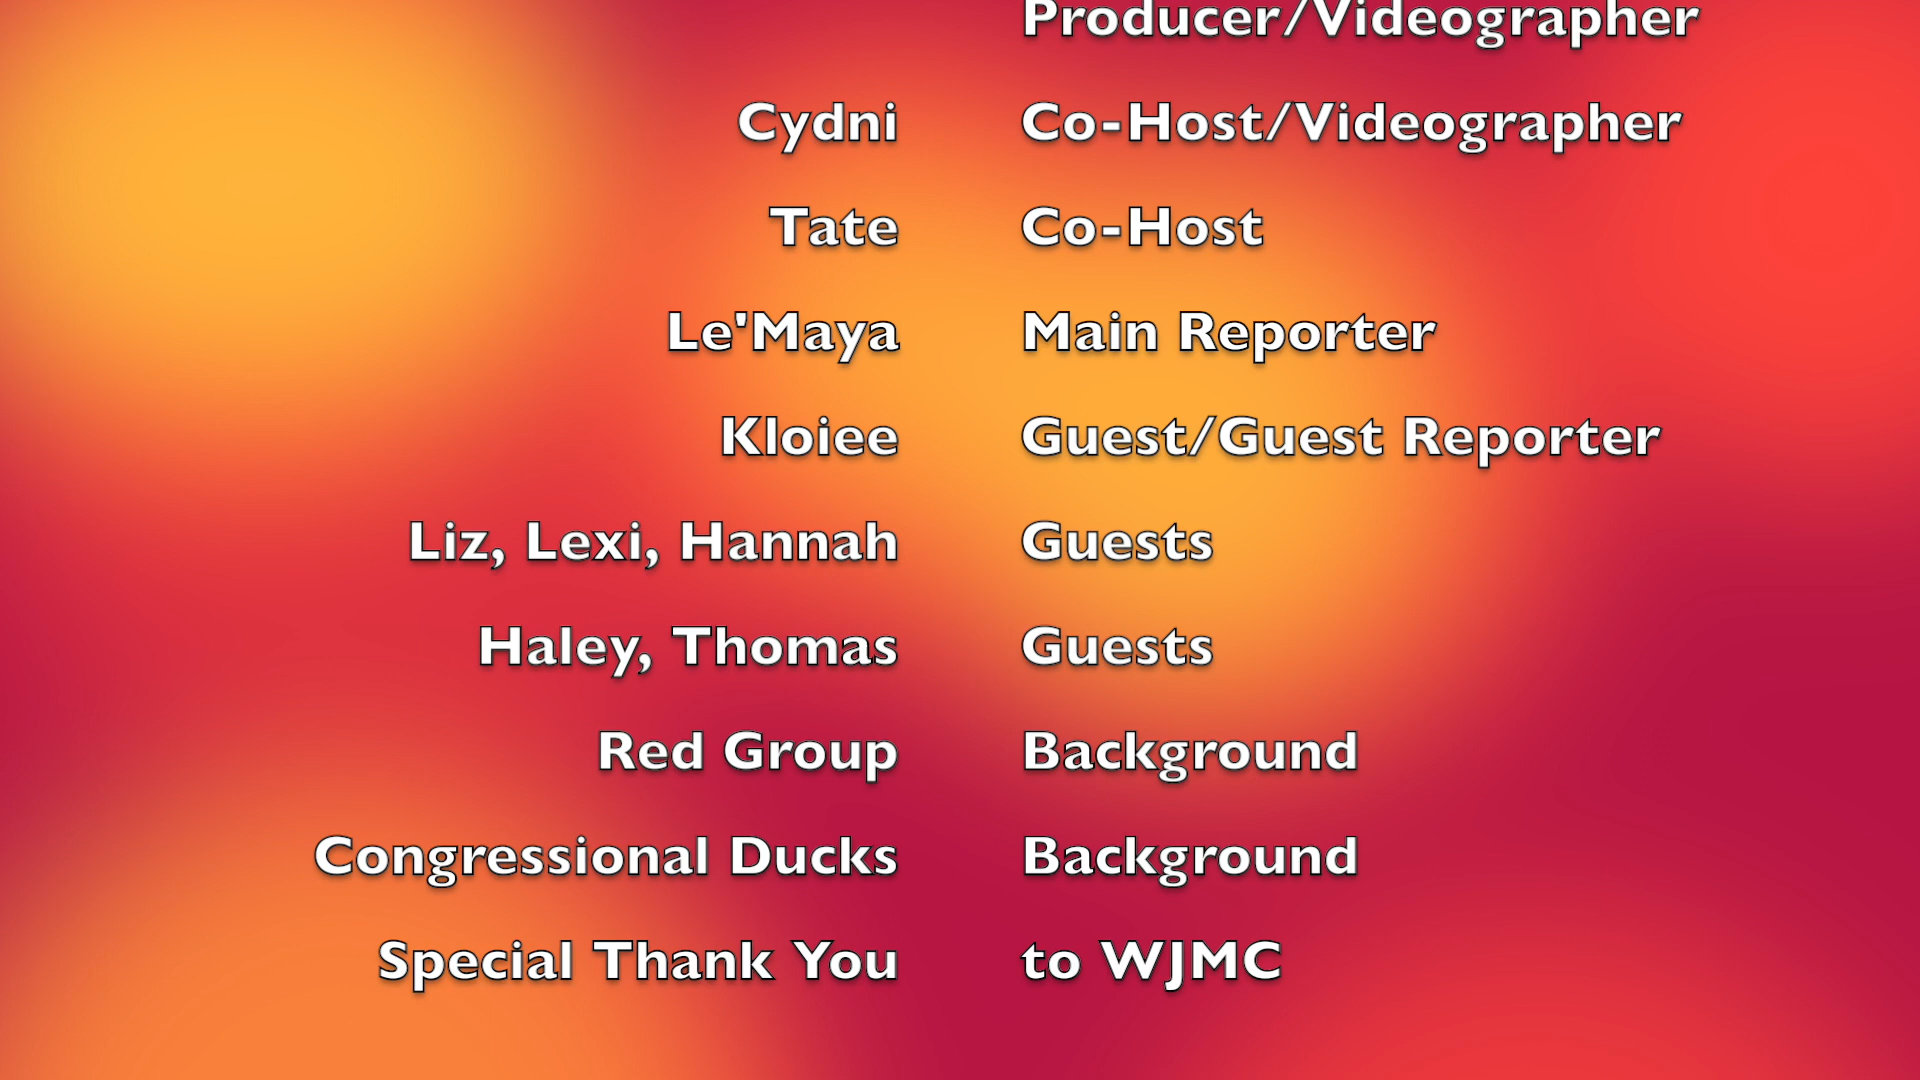 Producer/Videographer
Cydni Co-Host/Videographer
Tate Co-Host
Le'Maya Main Reporter
Kloiee Guest/Guest Reporter
Liz, Lexi, Hannah Guests
Haley, Thomas Guests
Red Group Background
Congressional Ducks Background
Special Thank You to WJMC